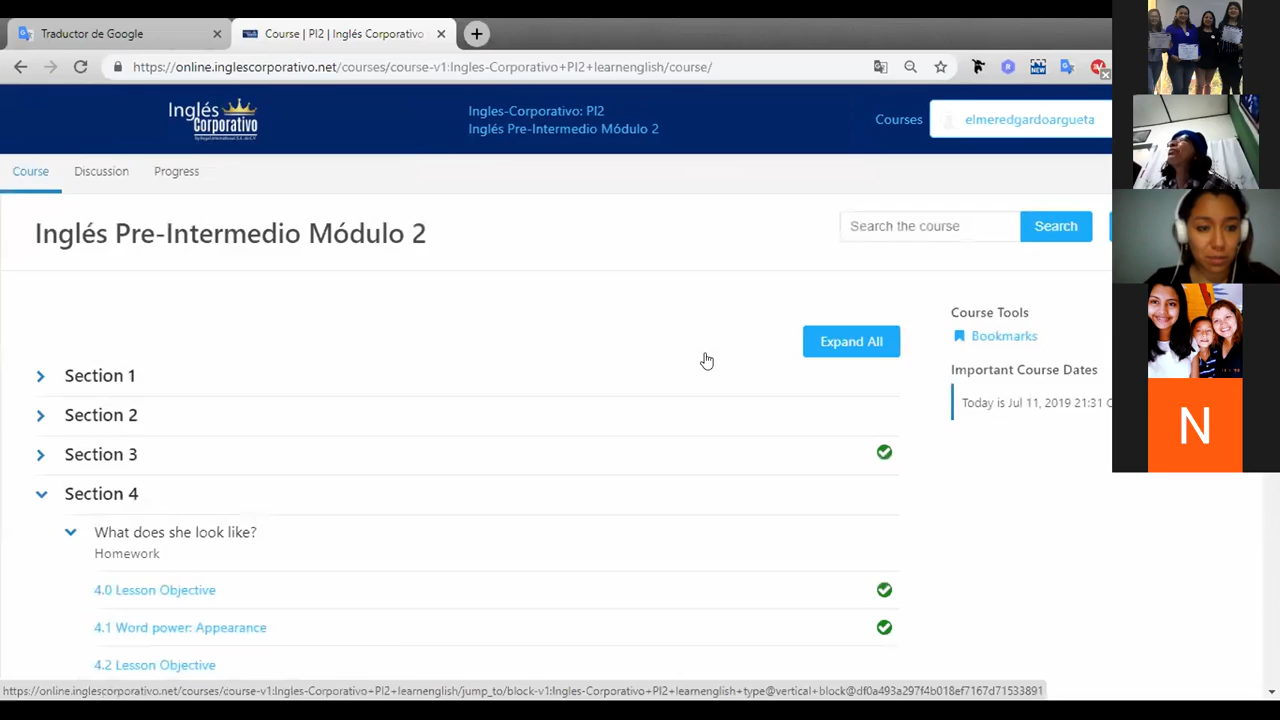 Traductor de Google
Course | PI2 | Inglés Corporativo
https://online.inglescorporativo.net/courses/course-v1:Ingles-Corporativo+PI2+learnenglish/course/
NEW
Inglés
Corporativo
Ingles-Corporativo: PI2
Inglés Pre-Intermedio Módulo 2
Courses
elmeredgardoargueta
Course
Discussion
Progress
Inglés Pre-Intermedio Módulo 2
Search the course
Search
Expand All
Course Tools
Bookmarks
Important Course Dates
Today is Jul 11, 2019 21:31
Section 1
Section 2
Section 3
Section 4
What does she look like?
Homework
4.0 Lesson Objective
4.1 Word power: Appearance
4.2 Lesson Objective
https://online.inglescorporativo.net/courses/course-v1:Ingles-Corporativo+PI2+learnenglish/jump_to/block-v1:Ingles-Corporativo+PI2+learnenglish+type@vertical+block@df0a493a297f4b018ef7167d71533891
N